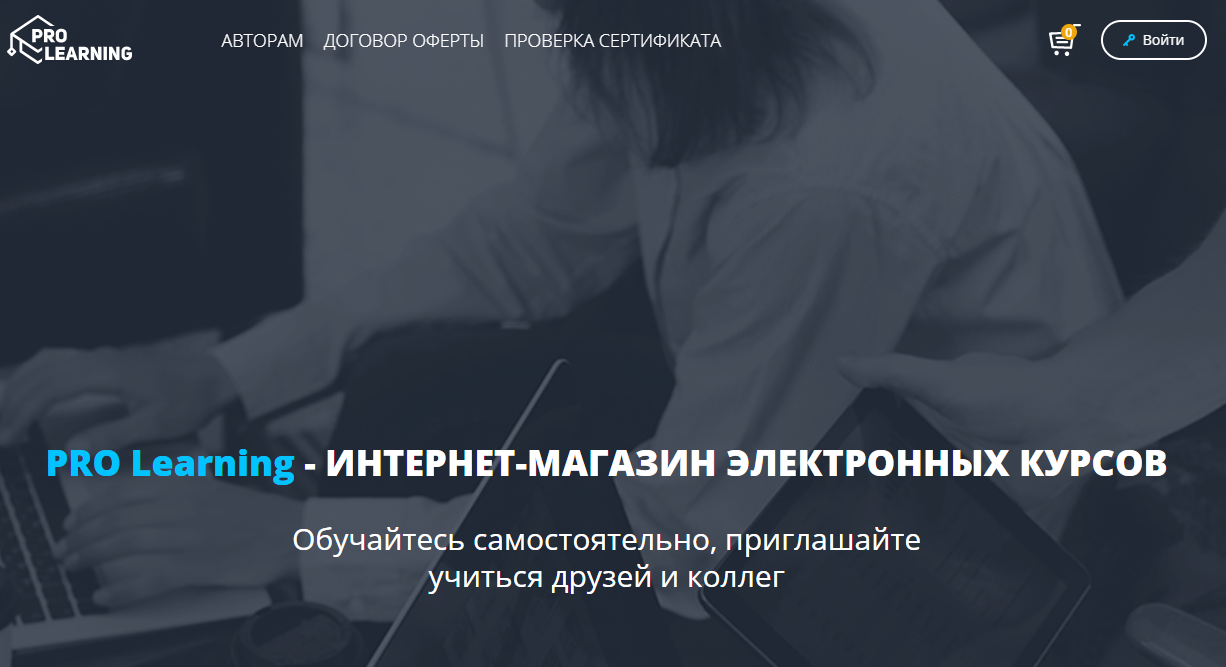 PRO
LEARNING
АВТОРАМ ДОГОВОР ОФЕРТЫ ПРОВЕРКА СЕРТИФИКАТА
0
Войти
PRO Learning - ИНТЕРНЕТ-МАГАЗИН ЭЛЕКТРОННЫХ КУРСОВ
Обучайтесь самостоятельно, приглашайте
учиться друзей и коллег